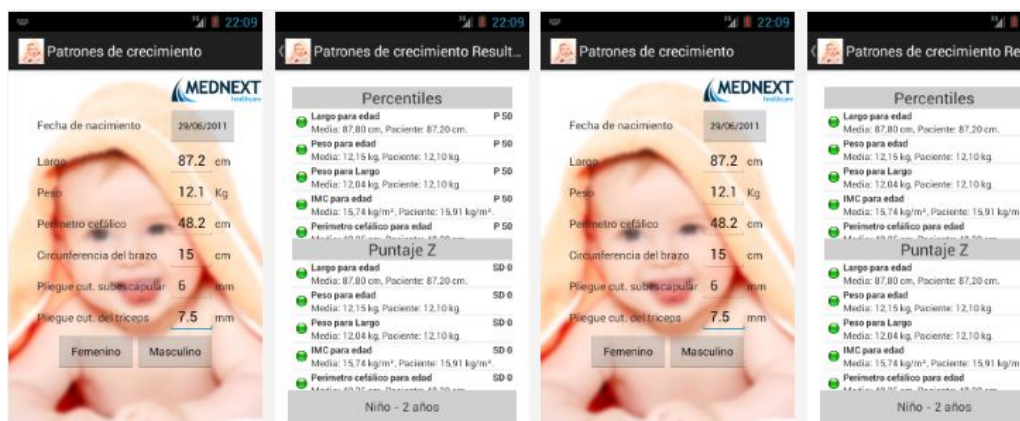 22:09
Patrones de crecimiento
MEDNEXT
healthcare
Fecha de nacimiento 29/06/2011
Largo 87.2 cm
Peso 12.1 Kg
Perímetro cefálico 48.2 cm
Circunferencia del brazo 15 cm
Pliegue cut. subescapular 6 mm
Pliegue cut. del triceps 7.5 mm
Femenino Masculino
22:09
Patrones de crecimiento Result...
Percentiles
Largo para edad P 50
Media: 87,80 cm, Paciente: 87,20 cm.
Peso para edad P 50
Media: 12,15 kg, Paciente: 12,10 kg
Peso para Largo P 50
Media: 12,04 kg, Paciente: 12,10 kg
IMC para edad P 50
Media: 15,74 kg/m², Paciente: 15,91 kg/m².
Perimetro cefálico para edad P 50
Puntaje Z
Largo para edad SD 0
Media: 87,80 cm, Paciente: 87,20 cm.
Peso para edad SD 0
Media: 12,15 kg, Paciente: 12,10 kg
Peso para Largo SD 0
Media: 12,04 kg, Paciente: 12,10 kg
IMC para edad SD 0
Media: 15,74 kg/m², Paciente: 15,91 kg/m².
Perimetro cefálico para edad SD 0
Niño - 2 años
22:09
Patrones de crecimiento
MEDNEXT
healthcare
Fecha de nacimiento 29/06/2011
Largo 87.2 cm
Peso 12.1 Kg
Perímetro cefálico 48.2 cm
Circunferencia del brazo 15 cm
Pliegue cut. subescapular 6 mm
Pliegue cut. del triceps 7.5 mm
Femenino Masculino
Patrones de crecimiento Re
Percentiles
Largo para edad
Media: 87,80 cm, Paciente: 87,20 cm.
Peso para edad
Media: 12,15 kg, Paciente: 12,10 kg
Peso para Largo
Media: 12,04 kg, Paciente: 12,10 kg
IMC para edad
Media: 15,74 kg/m², Paciente: 15,91 kg/m
Perimetro cefálico para edad
Puntaje Z
Largo para edad
Media: 87,80 cm, Paciente: 87,20 cm.
Peso para edad
Media: 12,15 kg, Paciente: 12,10 kg
Peso para Largo
Media: 12,04 kg, Paciente: 12,10 kg
IMC para edad
Media: 15,74 kg/m², Paciente: 15,91 kg/m
Perimetro cefálico para edad
Niño - 2 años